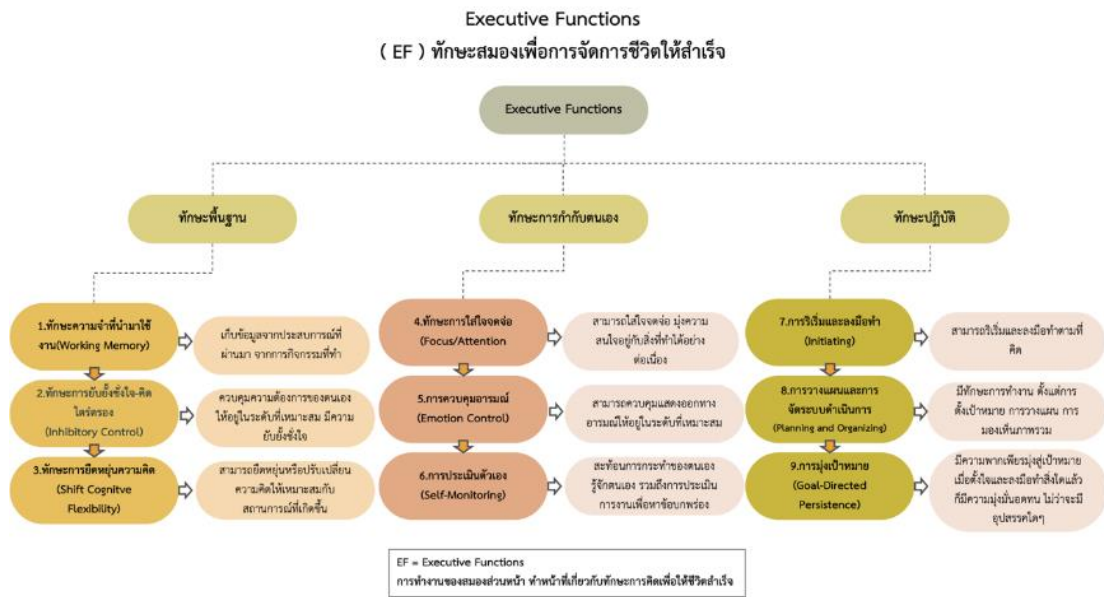 Executive Functions
( EF ) ทักษะสมองเพื่อการจัดการชีวิตให้สำเร็จ
Executive Functions
ทักษะพื้นฐาน
ทักษะการกำกับตนเอง
ทักษะปฏิบัติ
1.ทักษะความจำที่นำมาใช้
งาน(Working Memory)
เก็บข้อมูลจากประสบการณ์ที่
ผ่านมา จากการกิจกรรมที่ทำ
2.ทักษะการยับยั้งชั่งใจ-คิด
ไตร่ตรอง
(Inhibitory Control)
ควบคุมความต้องการของตนเอง
ให้อยู่ในระดับที่เหมาะสม มีความ
ยับยั้งชั่งใจ
3.ทักษะการยืดหยุ่นความคิด
(Shift Cognitve
Flexibility)
สามารถยืดหยุ่นหรือปรับเปลี่ยน
ความคิดให้เหมาะสมกับ
สถานการณ์ที่เกิดขึ้น
4.ทักษะการใส่ใจจดจ่อ
(Focus/Attention
สามารถใส่ใจจดจ่อ มุ่งความ
สนใจอยู่กับสิ่งที่ทำได้อย่าง
ต่อเนื่อง
5.การควบคุมอารมณ์
(Emotion Control)
สามารถควบคุมแสดงออกทาง
อารมณ์ให้อยู่ในระดับที่เหมาะสม
6.การประเมินตัวเอง
(Self-Monitoring)
สะท้อนการกระทำของตนเอง
รู้จักตนเอง รวมถึงการประเมิน
การงานเพื่อหาข้อบกพร่อง
7.การริเริ่มและลงมือทำ
(Initiating)
สามารถริเริ่มและลงมือทำตามที่
คิด
8.การวางแผนและการ
จัดระบบดำเนินการ
(Planning and Organizing)
มีทักษะการทำงาน ตั้งแต่การ
ตั้งเป้าหมาย การวางแผน การ
มองเห็นภาพรวม
9.การมุ่งเป้าหมาย
(Goal-Directed
Persistence)
มีความพากเพียรมุ่งสู่เป้าหมาย
เมื่อตั้งใจและลงมือทำสิ่งใดแล้ว
ก็มีความมุ่งมั่นอดทน ไม่ว่าจะมี
อุปสรรคใดๆ
EF = Executive Functions
การทำงานของสมองส่วนหน้า ทำหน้าที่เกี่ยวกับทักษะการคิดเพื่อให้ชีวิตสำเร็จ